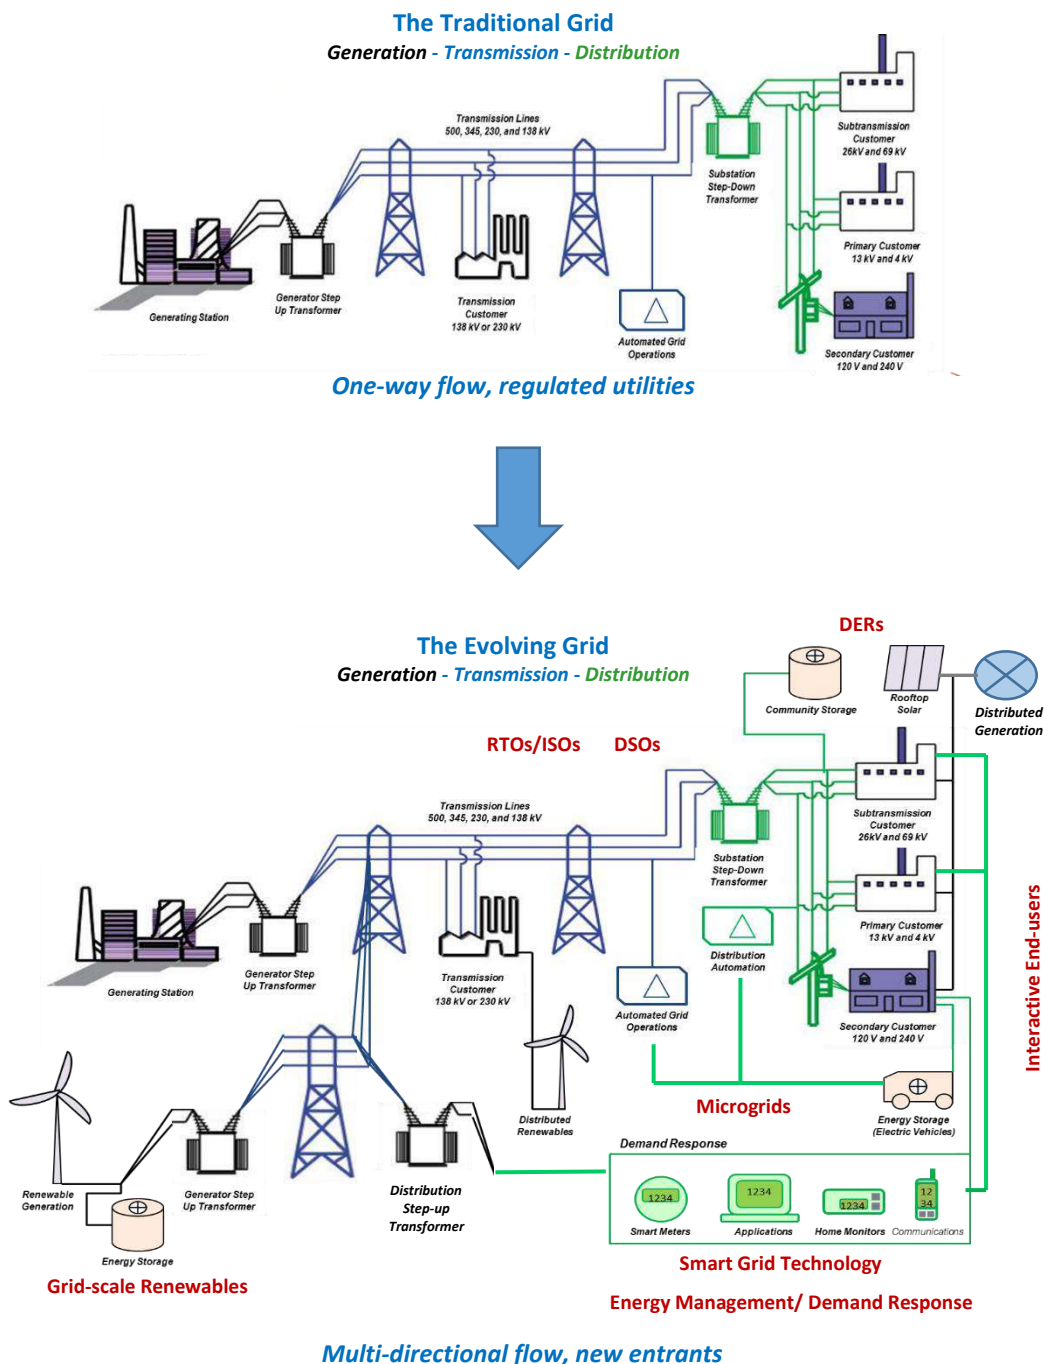 The Traditional Grid
Generation - Transmission - Distribution
Transmission Lines
500, 345, 230, and 138 kV
Subtransmission
Customer
26kV and 69 kV
Substation
Step-Down
Transformer
Primary Customer
13 kV and 4 kV
Generating Station
Generator Step
Up Transformer
Transmission
Customer
138 kV or 230 kV
Automated Grid
Operations
Secondary Customer
120 V and 240 V
One-way flow, regulated utilities
DERs
The Evolving Grid
Generation - Transmission - Distribution
Community Storage
Rooftop
Solar
Distributed
Generation
RTOs/ISOs DSOs
Transmission Lines
500, 345, 230, and 138 kV
Subtransmission
Customer
26kV and 69 kV
Substation
Step-Down
Transformer
Primary Customer
13 kV and 4 kV
Interactive End-users
Distribution
Automation
Generating Station
Generator Step
Up Transformer
Transmission
Customer
138 kV or 230 kV
Automated Grid
Operations
Secondary Customer
120 V and 240 V
Microgrids
Energy Storage
(Electric Vehicles)
Distributed
Renewables
Demand Response
1234
1234
1234
12
34
Smart Meters
Applications
Home Monitors
Communications
Renewable
Generation
Generator Step
Up Transformer
Distribution
Step-up
Transformer
Energy Storage
Grid-scale Renewables
Smart Grid Technology
Energy Management/ Demand Response
Multi-directional flow, new entrants